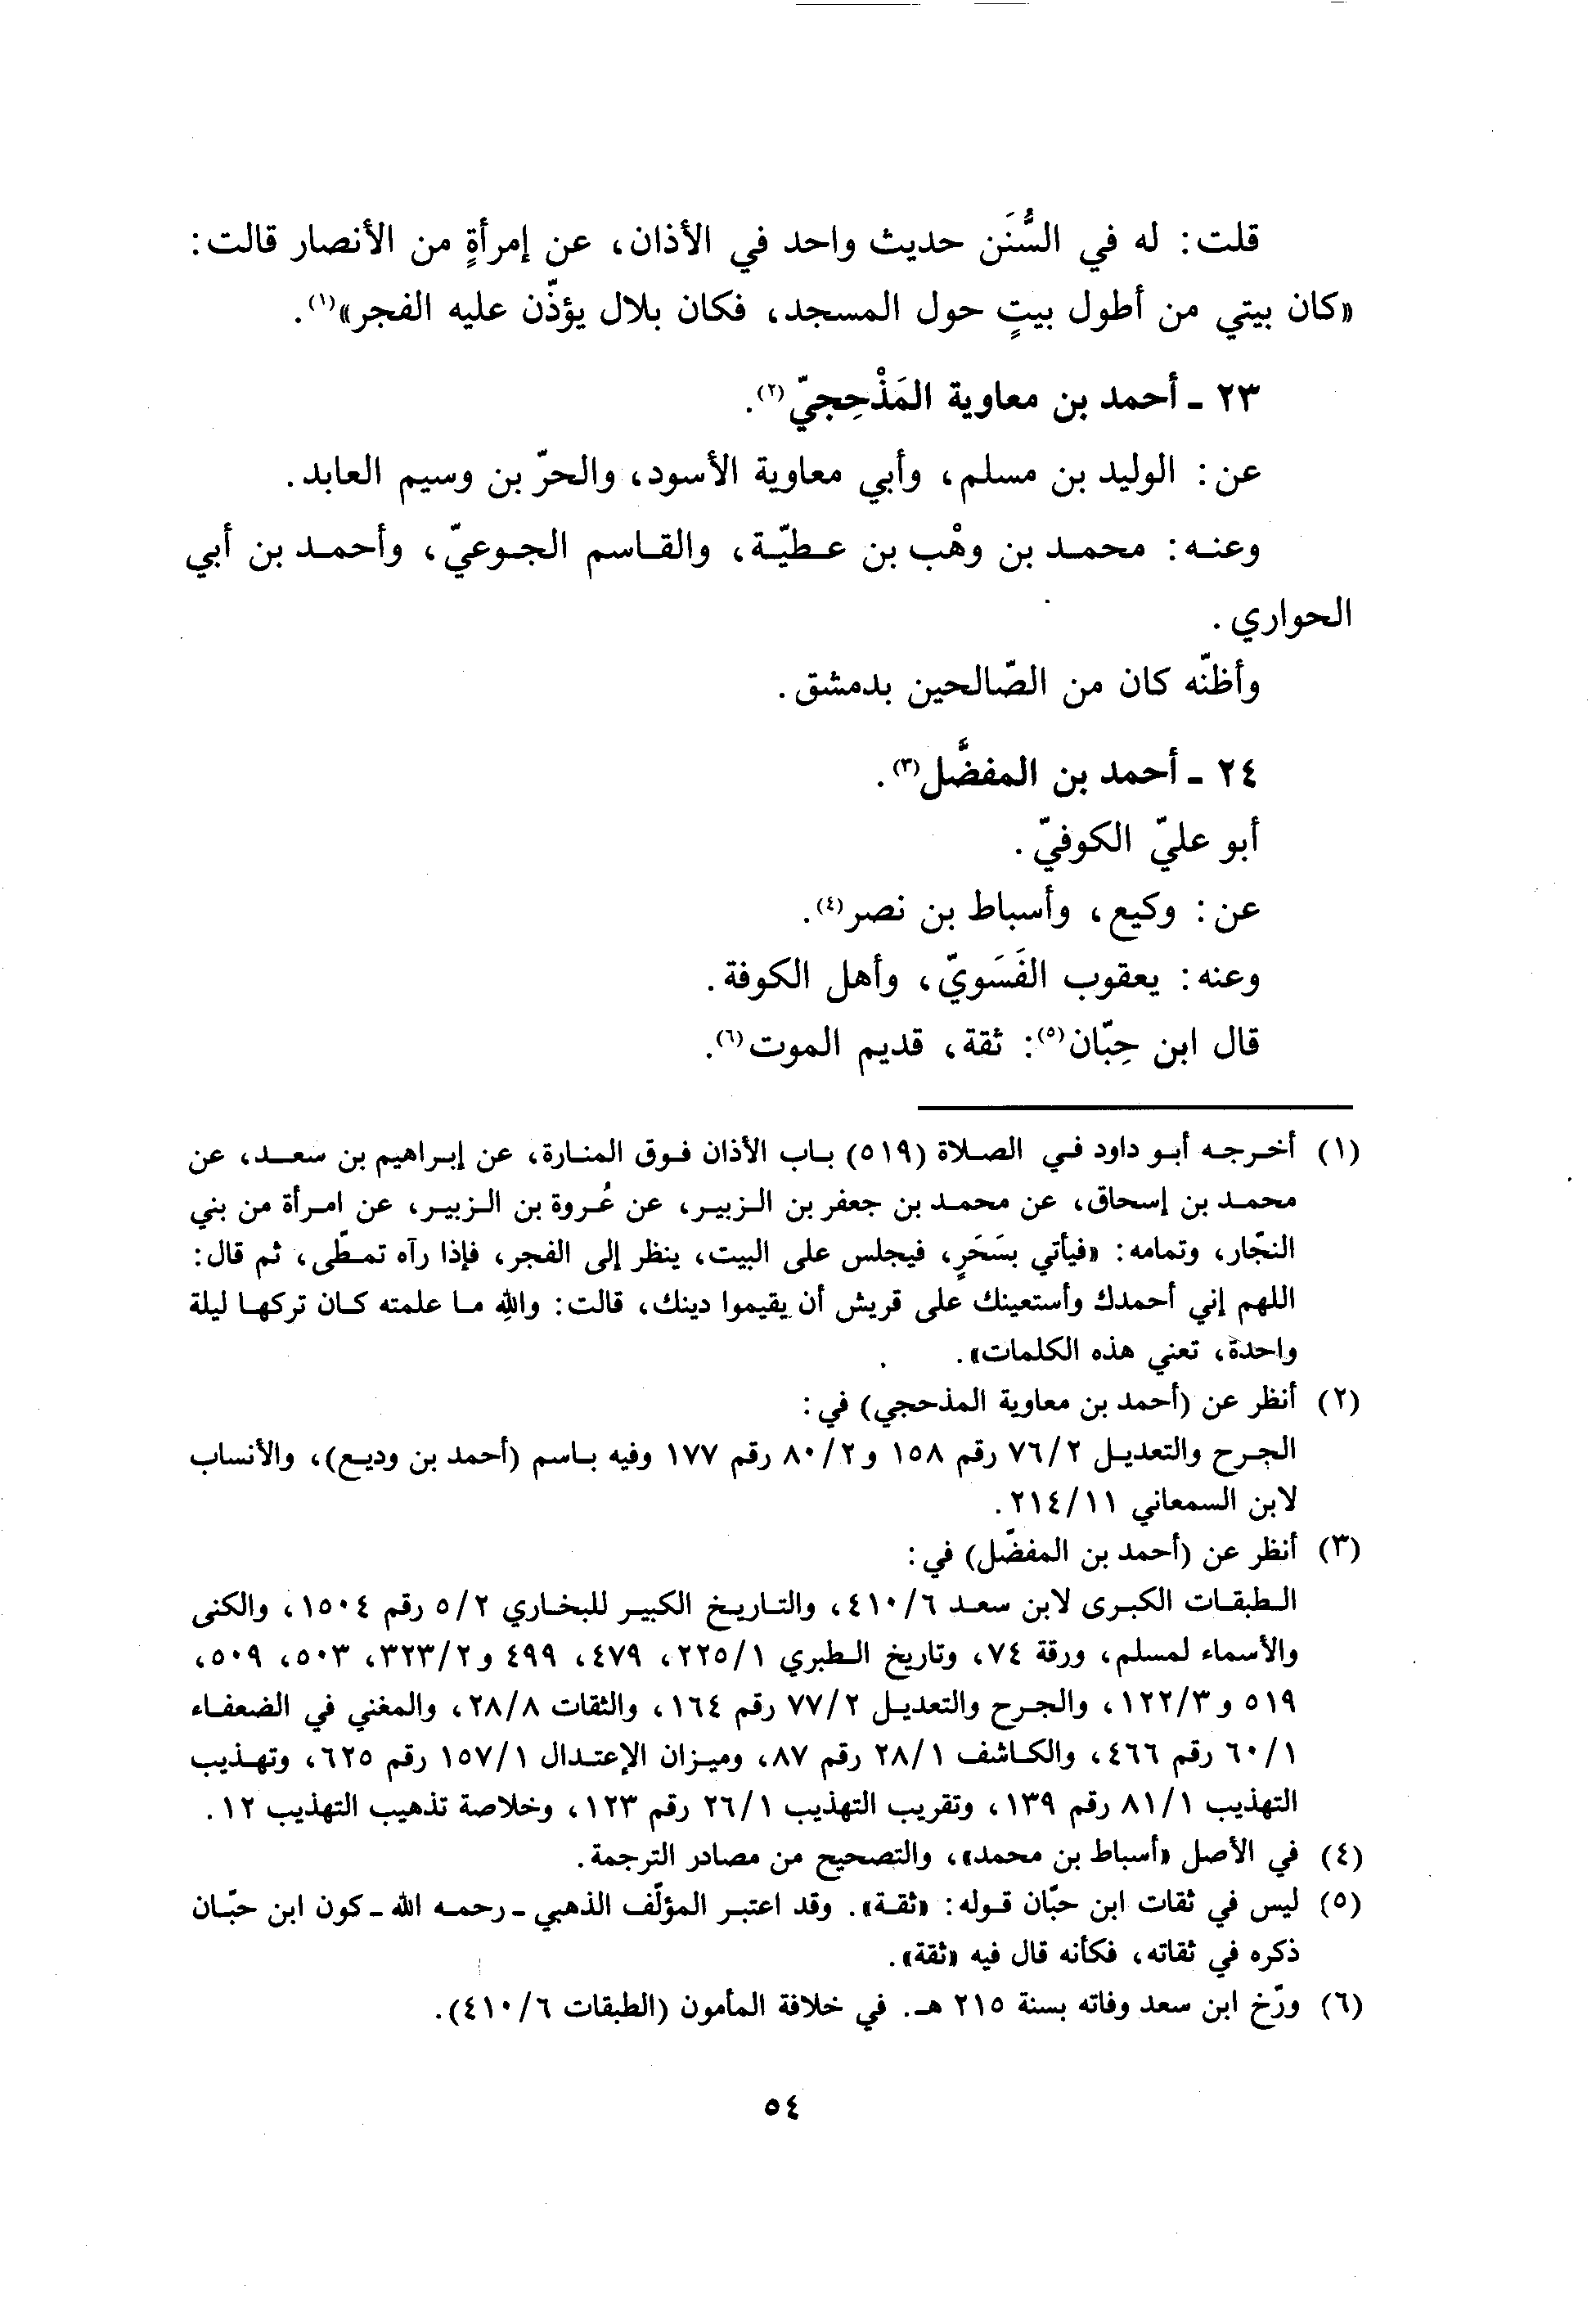 قلت: له في السُّنَن حديث واحد في الأذان، عن إمرأةٍ من الأنصار قالت:
«كان بيتي من أطول بيتٍ حول المسجد، فكان بلال يؤذّن عليه الفجر»(١).
٢٣ ـ أحمد بن معاوية المَذْحِجيّ(٢).
عن: الوليد بن مسلم، وأبي معاوية الأسود، والحرّ بن وسيم العابد.
وعنه: محمد بن وهْب بن عطيّة، والقاسم الجوعيّ، وأحمد بن أبي
الحواري.
وأظنّه كان من الصّالحين بدمشق.
٢٤ ـ أحمد بن المفضَّل(٣).
أبو عليّ الكوفيّ.
عن: وكيع، وأسباط بن نصر(٤).
وعنه: يعقوب الفَسَويّ، وأهل الكوفة.
قال ابن حِبّان(٥): ثقة، قديم الموت(٦).
(١) أخرجه أبو داود في الصلاة (٥١٩) باب الأذان فوق المنارة، عن إبراهيم بن سعد، عن
محمد بن إسحاق، عن محمد بن جعفر بن الزبير، عن عُروة بن الزبير، عن امرأة من بني
النجّار، وتمامه: «فيأتي بسَحَرٍ، فيجلس على البيت، ينظر إلى الفجر، فإذا رآه تمطّى، ثم قال:
اللهم إني أحمدك وأستعينك على قريش أن يقيموا دينك، قالت: واللهِ ما علمته كان تركها ليلة
واحدة، تعني هذه الكلمات».
(٢) أنظر عن (أحمد بن معاوية المذحجي) في:
الجرح والتعديل ٧٦/٢ رقم ١٥٨ و٨٠/٢ رقم ١٧٧ وفيه باسم (أحمد بن وديع)، والأنساب
لابن السمعاني ٢١٤/١١.
(٣) أنظر عن (أحمد بن المفضّل) في:
الطبقات الكبرى لابن سعد ٤١٠/٦، والتاريخ الكبير للبخاري ٥/٢ رقم ١٥٠٤، والكنى
والأسماء لمسلم، ورقة ٧٤، وتاريخ الطبري ٢٢٥/١، ٤٧٩، ٤٩٩ و٣٢٣/٢، ٥٠٣، ٥٠٩،
٥١٩ و١٢٢/٣، والجرح والتعديل ٧٧/٢ رقم ١٦٤، والثقات ٢٨/٨، والمغني في الضعفاء
٦٠/١ رقم ٤٦٦، والكاشف ٢٨/١ رقم ٨٧، وميزان الإعتدال ١٥٧/١ رقم ٦٢٥، وتهذيب
التهذيب ٨١/١ رقم ١٣٩، وتقريب التهذيب ٢٦/١ رقم ١٢٣، وخلاصة تذهيب التهذيب ١٢.
(٤) في الأصل «أسباط بن محمد»، والتصحيح من مصادر الترجمة.
(٥) ليس في ثقات ابن حبّان قوله: «ثقة». وقد اعتبر المؤلّف الذهبي ـ رحمه الله ـ كون ابن حبّان
ذكره في ثقاته، فكأنه قال فيه «ثقة».
(٦) ورّخ ابن سعد وفاته بسنة ٢١٥ هـ. في خلافة المأمون (الطبقات ٤١٠/٦).
٥٤